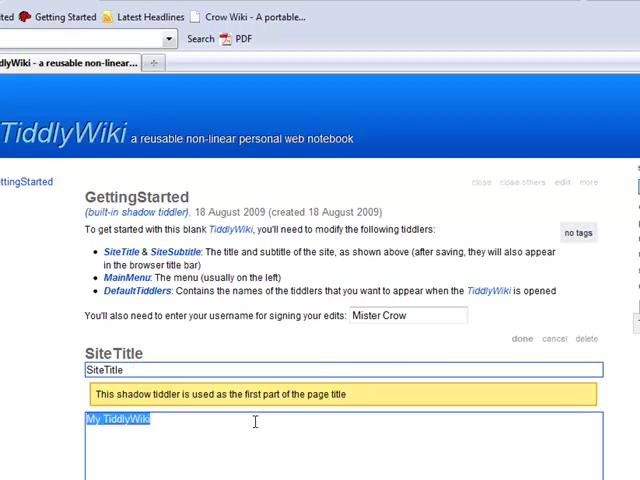 Getting Started Latest Headlines Crow Wiki - A portable...
Search PDF
dlyWiki - a reusable non-linear...
TiddlyWiki a reusable non-linear personal web notebook
ttingStarted
close close others edit more
GettingStarted
(built-in shadow tiddler), 18 August 2009 (created 18 August 2009)
To get started with this blank TiddlyWiki, you'll need to modify the following tiddlers:
no tags
• SiteTitle & SiteSubtitle: The title and subtitle of the site, as shown above (after saving, they will also appear
in the browser title bar)
• MainMenu: The menu (usually on the left)
• DefaultTiddlers: Contains the names of the tiddlers that you want to appear when the TiddlyWiki is opened
You'll also need to enter your username for signing your edits: Mister Crow
done cancel delete
SiteTitle
SiteTitle
This shadow tiddler is used as the first part of the page title
My TiddlyWiki